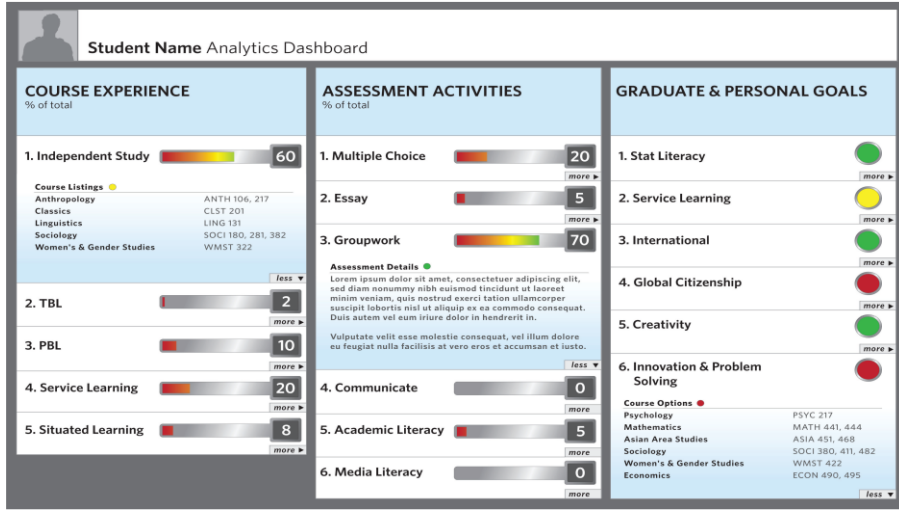 Student Name Analytics Dashboard
COURSE EXPERIENCE
% of total
1. Independent Study 60
Course Listings
Anthropology ANTH 106, 217
Classics CLST 201
Linguistics LING 131
Sociology SOCI 180, 281, 382
Women's & Gender Studies WMST 322
less ▼
2. TBL 2
more ►
3. PBL 10
more ►
4. Service Learning 20
more ►
5. Situated Learning 8
more ►
ASSESSMENT ACTIVITIES
% of total
1. Multiple Choice 20
more ►
2. Essay 5
more ►
3. Groupwork 70
Assessment Details
Lorem ipsum dolor sit amet, consectetuer adipiscing elit,
sed diam nonummy nibh euismod tincidunt ut laoreet
minim veniam, quis nostrud exerci tation ullamcorper
suscipit lobortis nisl ut aliquip ex ea commodo consequat.
Duis autem vel eum iriure dolor in hendrerit in.
Vulputate velit esse molestie consequat, vel illum dolore
eu feugiat nulla facilisis at vero eros et accumsan et iusto.
less ▼
4. Communicate 0
more
5. Academic Literacy 5
more
6. Media Literacy 0
more
GRADUATE & PERSONAL GOALS
1. Stat Literacy
more ►
2. Service Learning
more ►
3. International
more ►
4. Global Citizenship
more ►
5. Creativity
more ►
6. Innovation & Problem
Solving
Course Options
Psychology PSYC 217
Mathematics MATH 441, 444
Asian Area Studies ASIA 451, 468
Sociology SOCI 380, 411, 482
Women's & Gender Studies WMST 422
Economics ECON 490, 495
less ▼